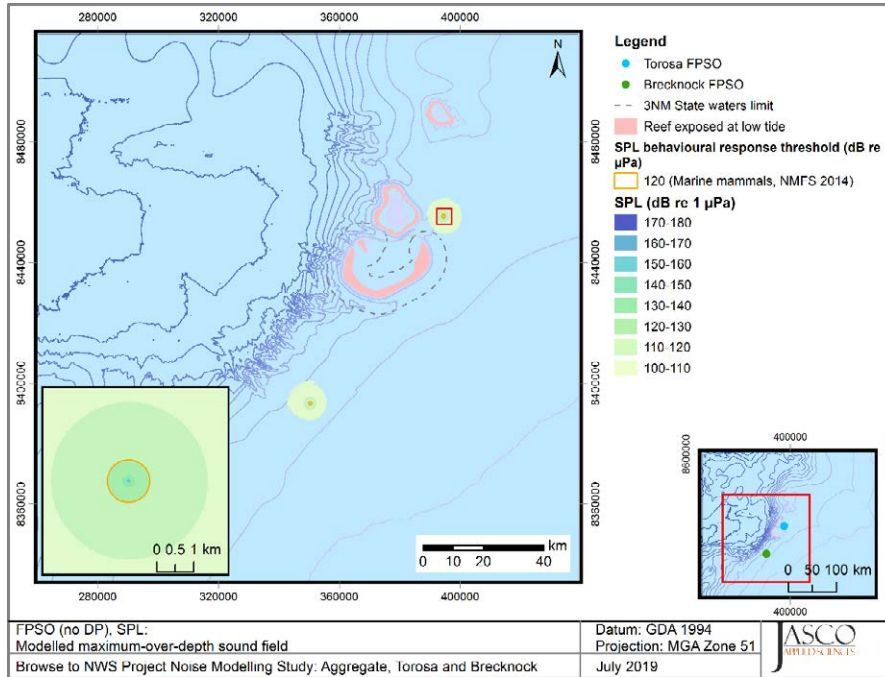 280000 320000 360000 400000
N
8480000
8440000
8400000
8360000
0 0.5 1 km
km
0 10 20 40
280000 320000 360000 400000
Legend
Torosa FPSO
Brecknock FPSO
3NM State waters limit
Reef exposed at low tide
SPL behavioural response threshold (dB re
µPa)
120 (Marine mammals, NMFS 2014)
SPL (dB re 1 µPa)
170-180
160-170
150-160
140-150
130-140
120-130
110-120
100-110
400000
8600000
0 50 100 km
400000
FPSO (no DP), SPL:
Modelled maximum-over-depth sound field
Browse to NWS Project Noise Modelling Study: Aggregate, Torosa and Brecknock
Datum: GDA 1994
Projection: MGA Zone 51
July 2019
JASCO
APPLIED SCIENCES